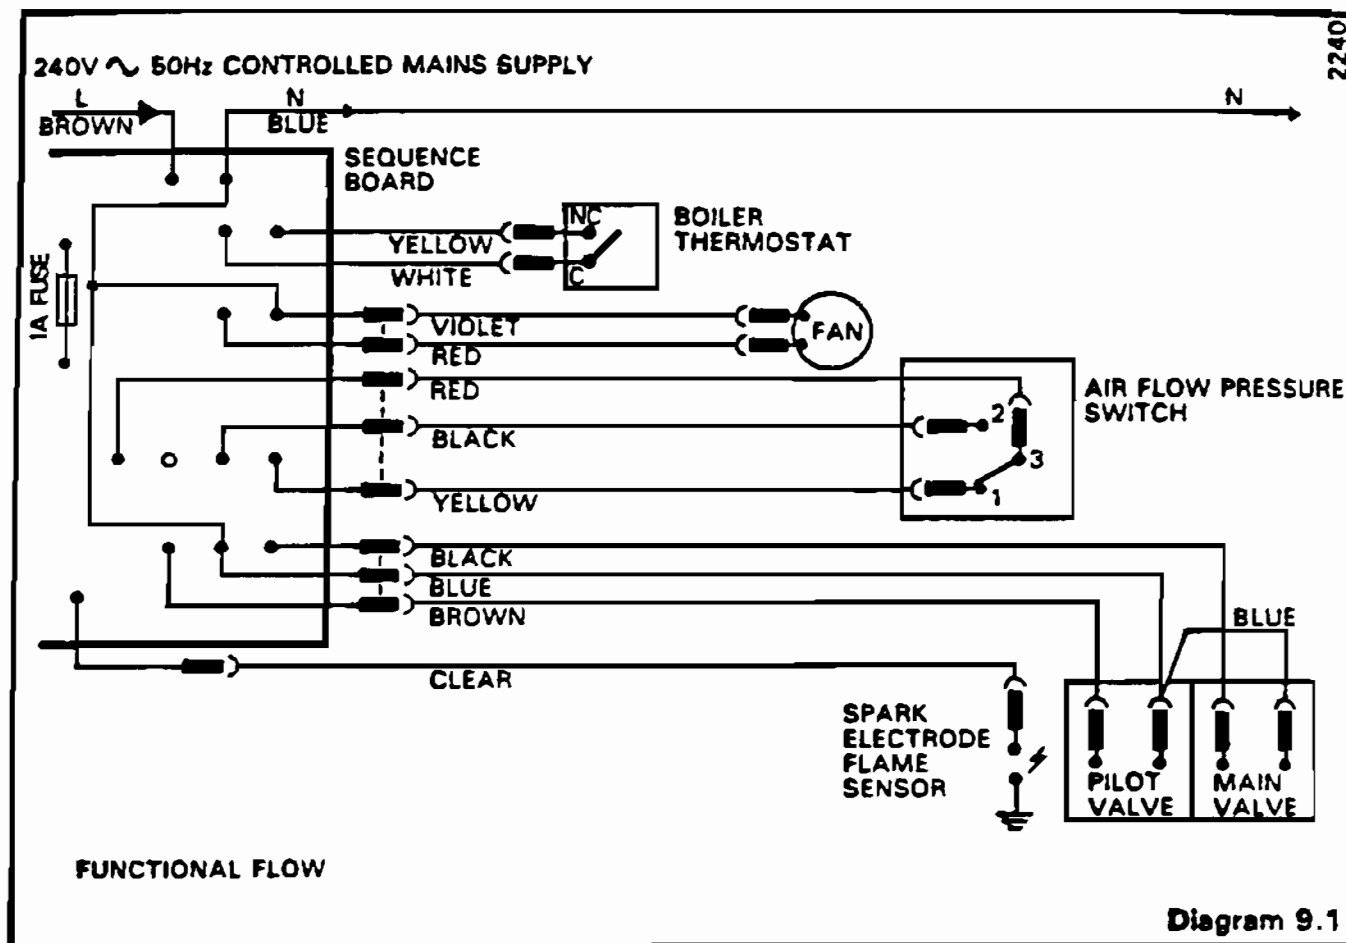 2240
240V ∿ 50Hz CONTROLLED MAINS SUPPLY
L
BROWN
N
BLUE
N
SEQUENCE
BOARD
NC
C
BOILER
THERMOSTAT
YELLOW
WHITE
1A FUSE
VIOLET
RED
FAN
RED
BLACK
YELLOW
2
3
1
AIR FLOW PRESSURE
SWITCH
BLACK
BLUE
BROWN
BLUE
CLEAR
SPARK
ELECTRODE
FLAME
SENSOR
PILOT
VALVE
MAIN
VALVE
FUNCTIONAL FLOW
Diagram 9.1